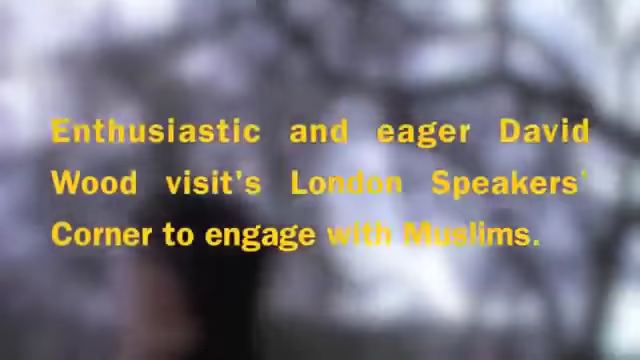 Enthusiastic and eager David
Wood visit's London Speakers'
Corner to engage with Muslims.